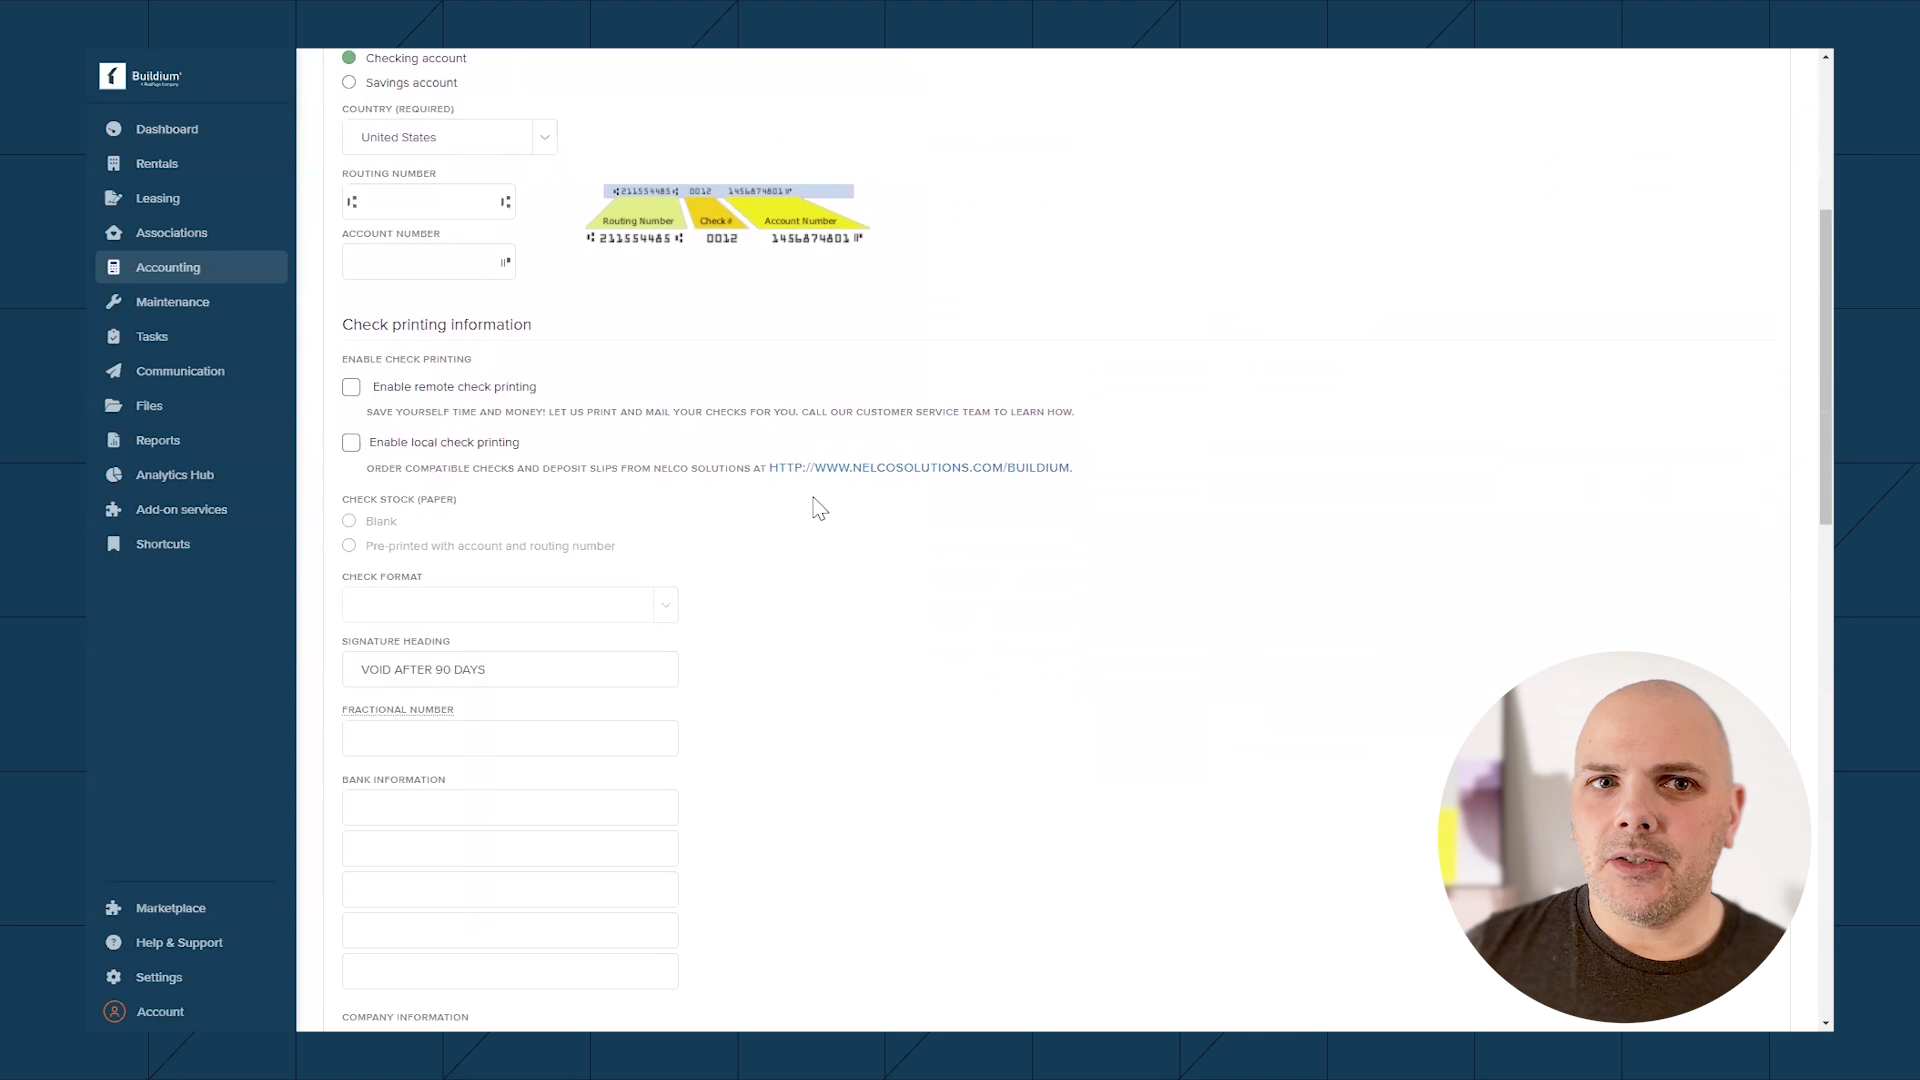 Buildium®
A RealPage Company
Dashboard
Rentals
Leasing
Associations
Accounting
Maintenance
Tasks
Communication
Files
Reports
Analytics Hub
Add-on services
Shortcuts
Marketplace
Help & Support
Settings
Account
Checking account
Savings account
COUNTRY (REQUIRED)
United States
ROUTING NUMBER
⑆ ⑆
ACCOUNT NUMBER
⑈
⑆211554485⑆ 0012 1456874801⑈
Routing Number Check # Account Number
⑆211554485⑆ 0012 1456874801⑈
Check printing information
ENABLE CHECK PRINTING
Enable remote check printing
SAVE YOURSELF TIME AND MONEY! LET US PRINT AND MAIL YOUR CHECKS FOR YOU. CALL OUR CUSTOMER SERVICE TEAM TO LEARN HOW.
Enable local check printing
ORDER COMPATIBLE CHECKS AND DEPOSIT SLIPS FROM NELCO SOLUTIONS AT HTTP://WWW.NELCOSOLUTIONS.COM/BUILDIUM.
CHECK STOCK (PAPER)
Blank
Pre-printed with account and routing number
CHECK FORMAT
SIGNATURE HEADING
VOID AFTER 90 DAYS
FRACTIONAL NUMBER
BANK INFORMATION
COMPANY INFORMATION